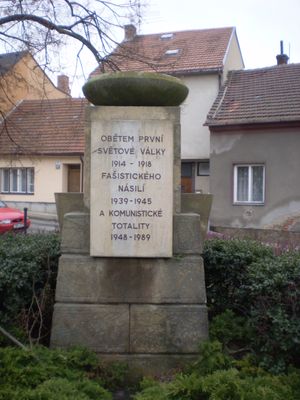 OBĚTEM PRVNÍ
SVĚTOVÉ VÁLKY
1914 - 1918
FAŠISTICKÉHO
NÁSILÍ
1939-1945
A KOMUNISTICKÉ
TOTALITY
1948-1989